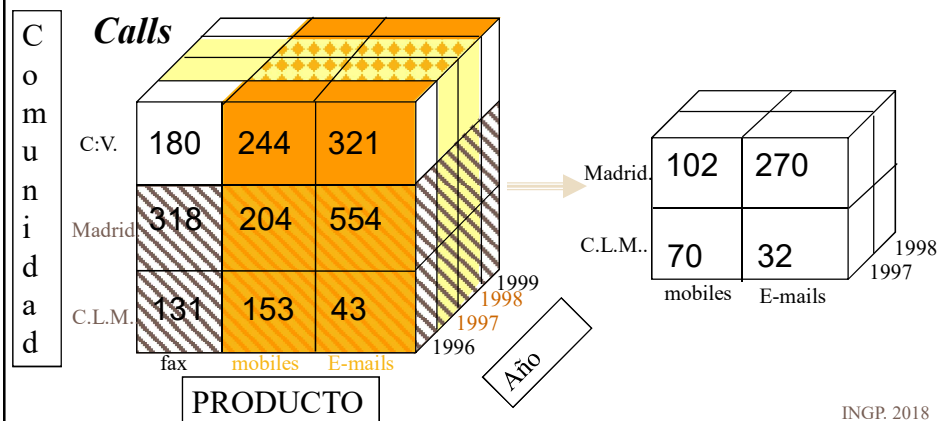 Comunidad
Calls
C:V. 180 244 321
Madrid. 318 204 554
C.L.M. 131 153 43
fax mobiles E-mails
1996
1997
1998
1999
Año
PRODUCTO
Madrid. 102 270
C.L.M.. 70 32
mobiles E-mails
1997
1998
INGP. 2018